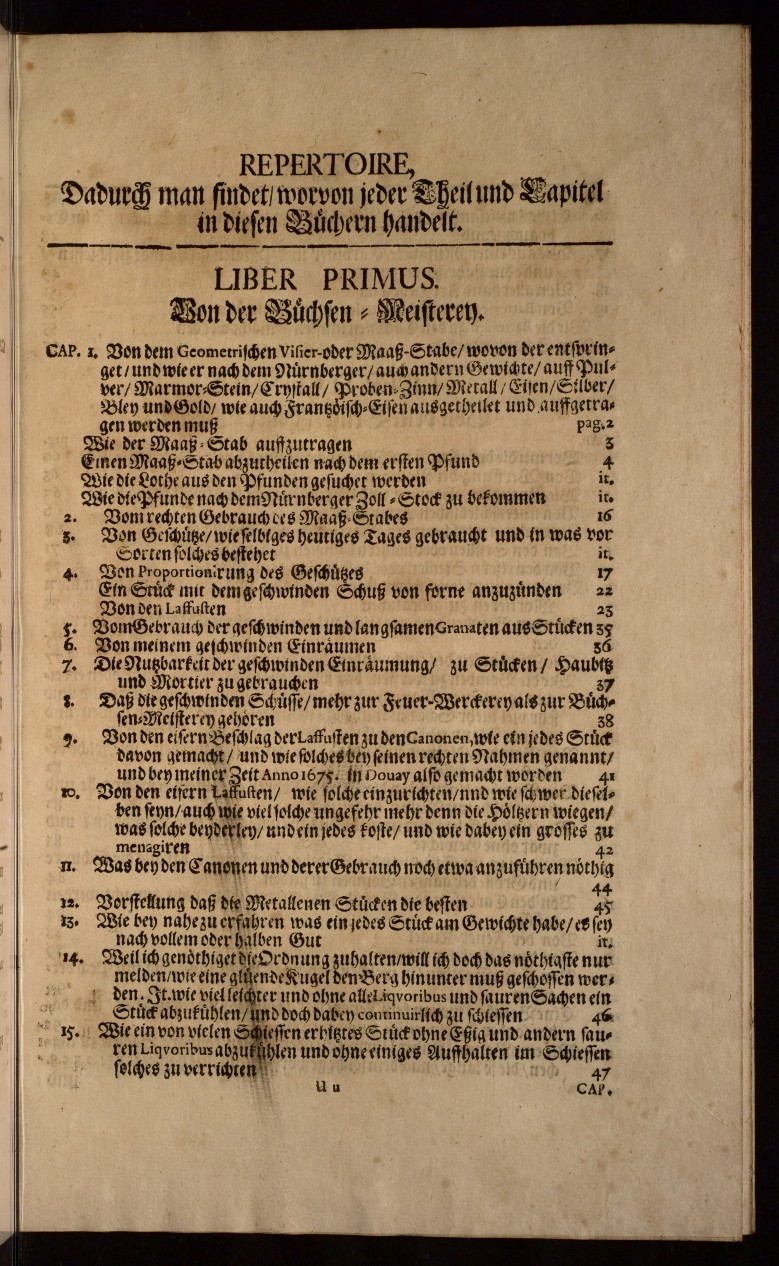 REPERTOIRE,
Dadurch man findet/ worvon jeder Theil und Capitel
in diesen Büchern handelt.
LIBER PRIMUS.
Von der Büchsen-Meisterey.
CAP. 1. Von dem Geometrischen Visier-oder Maaß-Stabe/ wovon der entsprin-
get/ und wie er nach dem Nürnberger/ auch andern Gewichte/ auff Pul-
ver/ Marmor-Stein/ Crystall/ Proben-Zinn/ Metall/ Eisen/ Silber/
Bley und Gold/ wie auch Frantzöisch-Eisen ausgetheilet und auffgetra-
gen werden muß pag.2
Wie der Maaß-Stab auffzutragen 3
Einen Maaß-Stab abzutheilen nach dem ersten Pfund 4
Wie die Lothe aus den Pfunden gesuchet werden it.
Wie die Pfunde nach dem Nürnberger Zoll-Stock zu bekommen it.
2. Vom rechten Gebrauch des Maaß-Stabes 16
3. Von Geschütze/ wie selbiges heutiges Tages gebraucht und in was vor
Sorten solches bestehet it.
4. Von Proportionirung des Geschützes 17
Ein Stück mit dem geschwinden Schuß von forne anzuzünden 22
Von den Laffusten 23
5. Vom Gebrauch der geschwinden und langsamen Granaten aus Stücken 35
6. Von meinem geschwinden Einräumen 36
7. Die Nutzbarkeit der geschwinden Einräumung/ zu Stücken/ Haubitz
und Mortier zu gebrauchen 37
8. Daß die geschwinden Schüsse/ mehr zur Feuer-Werckerey als zur Büch-
sen-Meisterey gehören 38
9. Von den eisern Beschlag der Laffusten zu den Canonen, wie ein jedes Stück
davon gemacht/ und wie solches bey seinen rechten Nahmen genannt/
und bey meiner Zeit Anno 1675. in Douay also gemacht worden 41
10. Von den eisern Laffusten/ wie solche einzurichten/ nnd wie schwer diesel-
ben seyn/ auch wie viel solche ungefehr mehr denn die Höltzern wiegen/
was solche beyderley/ und ein jedes koste/ und wie dabey ein grosses zu
menagiren 42
11. Was bey den Canonen und derer Gebrauch noch etwa anzuführen nöthig
44
12. Vorstellung daß die Metallenen Stücken die besten 45
13. Wie bey nahe zu erfahren was ein jedes Stück am Gewichte habe/ es sey
nach vollem oder halben Gut it.
14. Weil ich genöthiget die Ordnung zuhalten/ will ich doch das nöthigste nur
melden/ wie eine glüende Kugel den Berg hinunter muß geschossen wer-
den. It. wie viel leichter und ohne alle Liqvoribus und sauren Sachen ein
Stück abzukühlen/ und doch dabey continuirlich zu schiessen 46
15. Wie ein von vielen Schiessen erhitztes Stück ohne Eßig und andern sau-
ren Liqvoribus abzukühlen und ohne einiges Auffhalten im Schiessen
solches zu verrichten 47
U u
CAP.